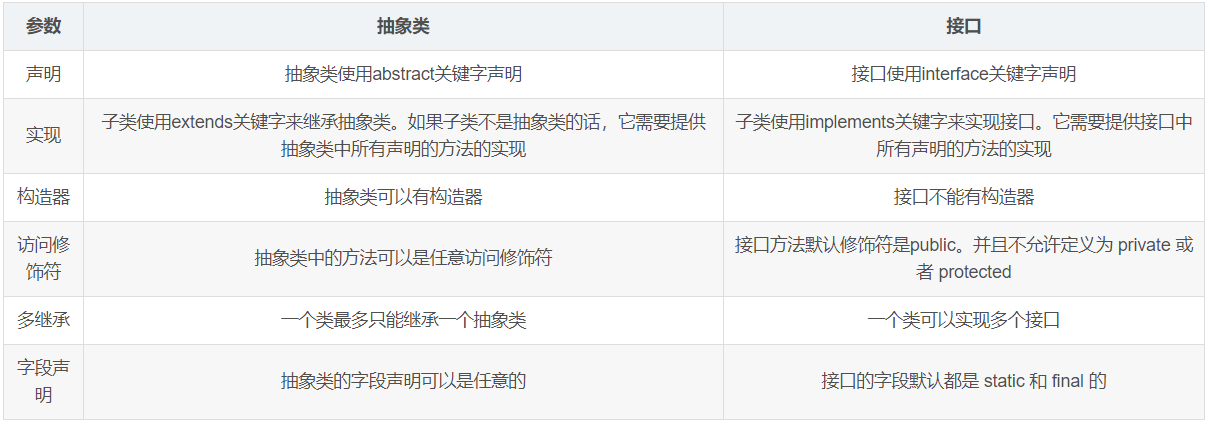 参数
抽象类
接口
声明
抽象类使用abstract关键字声明
接口使用interface关键字声明
实现
子类使用extends关键字来继承抽象类。如果子类不是抽象类的话，它需要提供
抽象类中所有声明的方法的实现
子类使用implements关键字来实现接口。它需要提供接口中
所有声明的方法的实现
构造器
抽象类可以有构造器
接口不能有构造器
访问修
饰符
抽象类中的方法可以是任意访问修饰符
接口方法默认修饰符是public。并且不允许定义为 private 或
者 protected
多继承
一个类最多只能继承一个抽象类
一个类可以实现多个接口
字段声
明
抽象类的字段声明可以是任意的
接口的字段默认都是 static 和 final 的